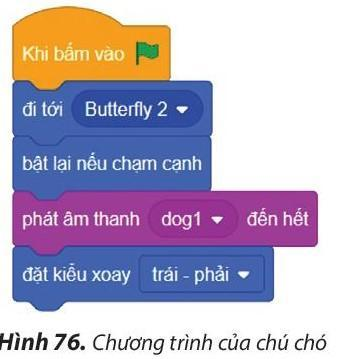 Khi bấm vào
đi tới Butterfly 2
bật lại nếu chạm cạnh
phát âm thanh dog1 đến hết
đặt kiểu xoay trái - phải
Hình 76. Chương trình của chú chó